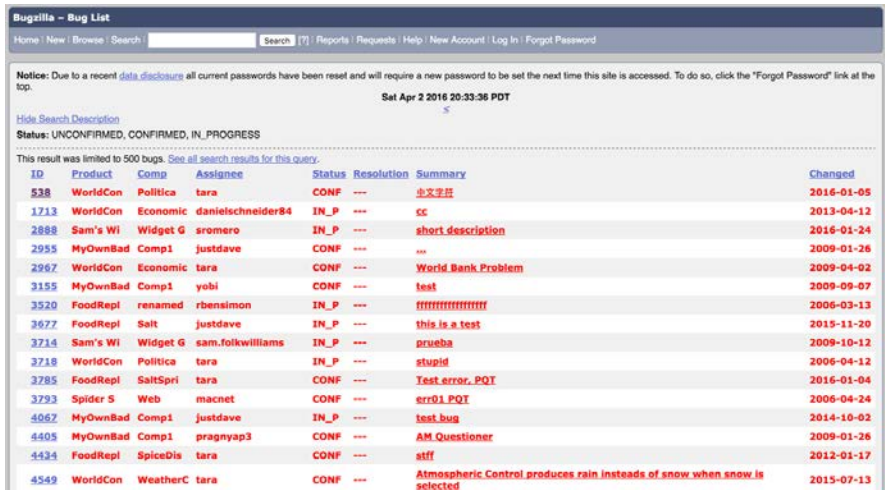 Bugzilla – Bug List
Home | New | Browse | Search | Search [?] | Reports | Requests | Help | New Account | Log In | Forgot Password
Notice: Due to a recent data disclosure all current passwords have been reset and will require a new password to be set the next time this site is accessed. To do so, click the "Forgot Password" link at the
top.
Sat Apr 2 2016 20:33:36 PDT
<
Hide Search Description
Status: UNCONFIRMED, CONFIRMED, IN_PROGRESS
This result was limited to 500 bugs. See all search results for this query.
ID Product Comp Assignee Status Resolution Summary Changed
538 WorldCon Politica tara CONF --- 中文字符 2016-01-05
1713 WorldCon Economic danielschneider84 IN_P --- cc 2013-04-12
2888 Sam's Wi Widget G sromero IN_P --- short description 2016-01-24
2955 MyOwnBad Comp1 justdave CONF --- ,,, 2009-01-26
2967 WorldCon Economic tara CONF --- World Bank Problem 2009-04-02
3155 MyOwnBad Comp1 yobi CONF --- test 2009-09-07
3520 FoodRepl renamed rbensimon IN_P --- ffffffffffffffffff 2006-03-13
3677 FoodRepl Salt justdave IN_P --- this is a test 2015-11-20
3714 Sam's Wi Widget G sam.folkwilliams IN_P --- prueba 2009-10-12
3718 WorldCon Politica tara IN_P --- stupid 2006-04-12
3785 FoodRepl SaltSpri tara CONF --- Test error, PQT 2016-01-04
3793 Spider S Web macnet CONF --- err01 PQT 2006-04-24
4067 MyOwnBad Comp1 justdave IN_P --- test bug 2014-10-02
4405 MyOwnBad Comp1 pragnyap3 CONF --- AM Questioner 2009-01-26
4434 FoodRepl SpiceDis tara CONF --- stff 2012-01-17
4549 WorldCon WeatherC tara CONF --- Atmospheric Control produces rain insteads of snow when snow is 2015-07-13
selected